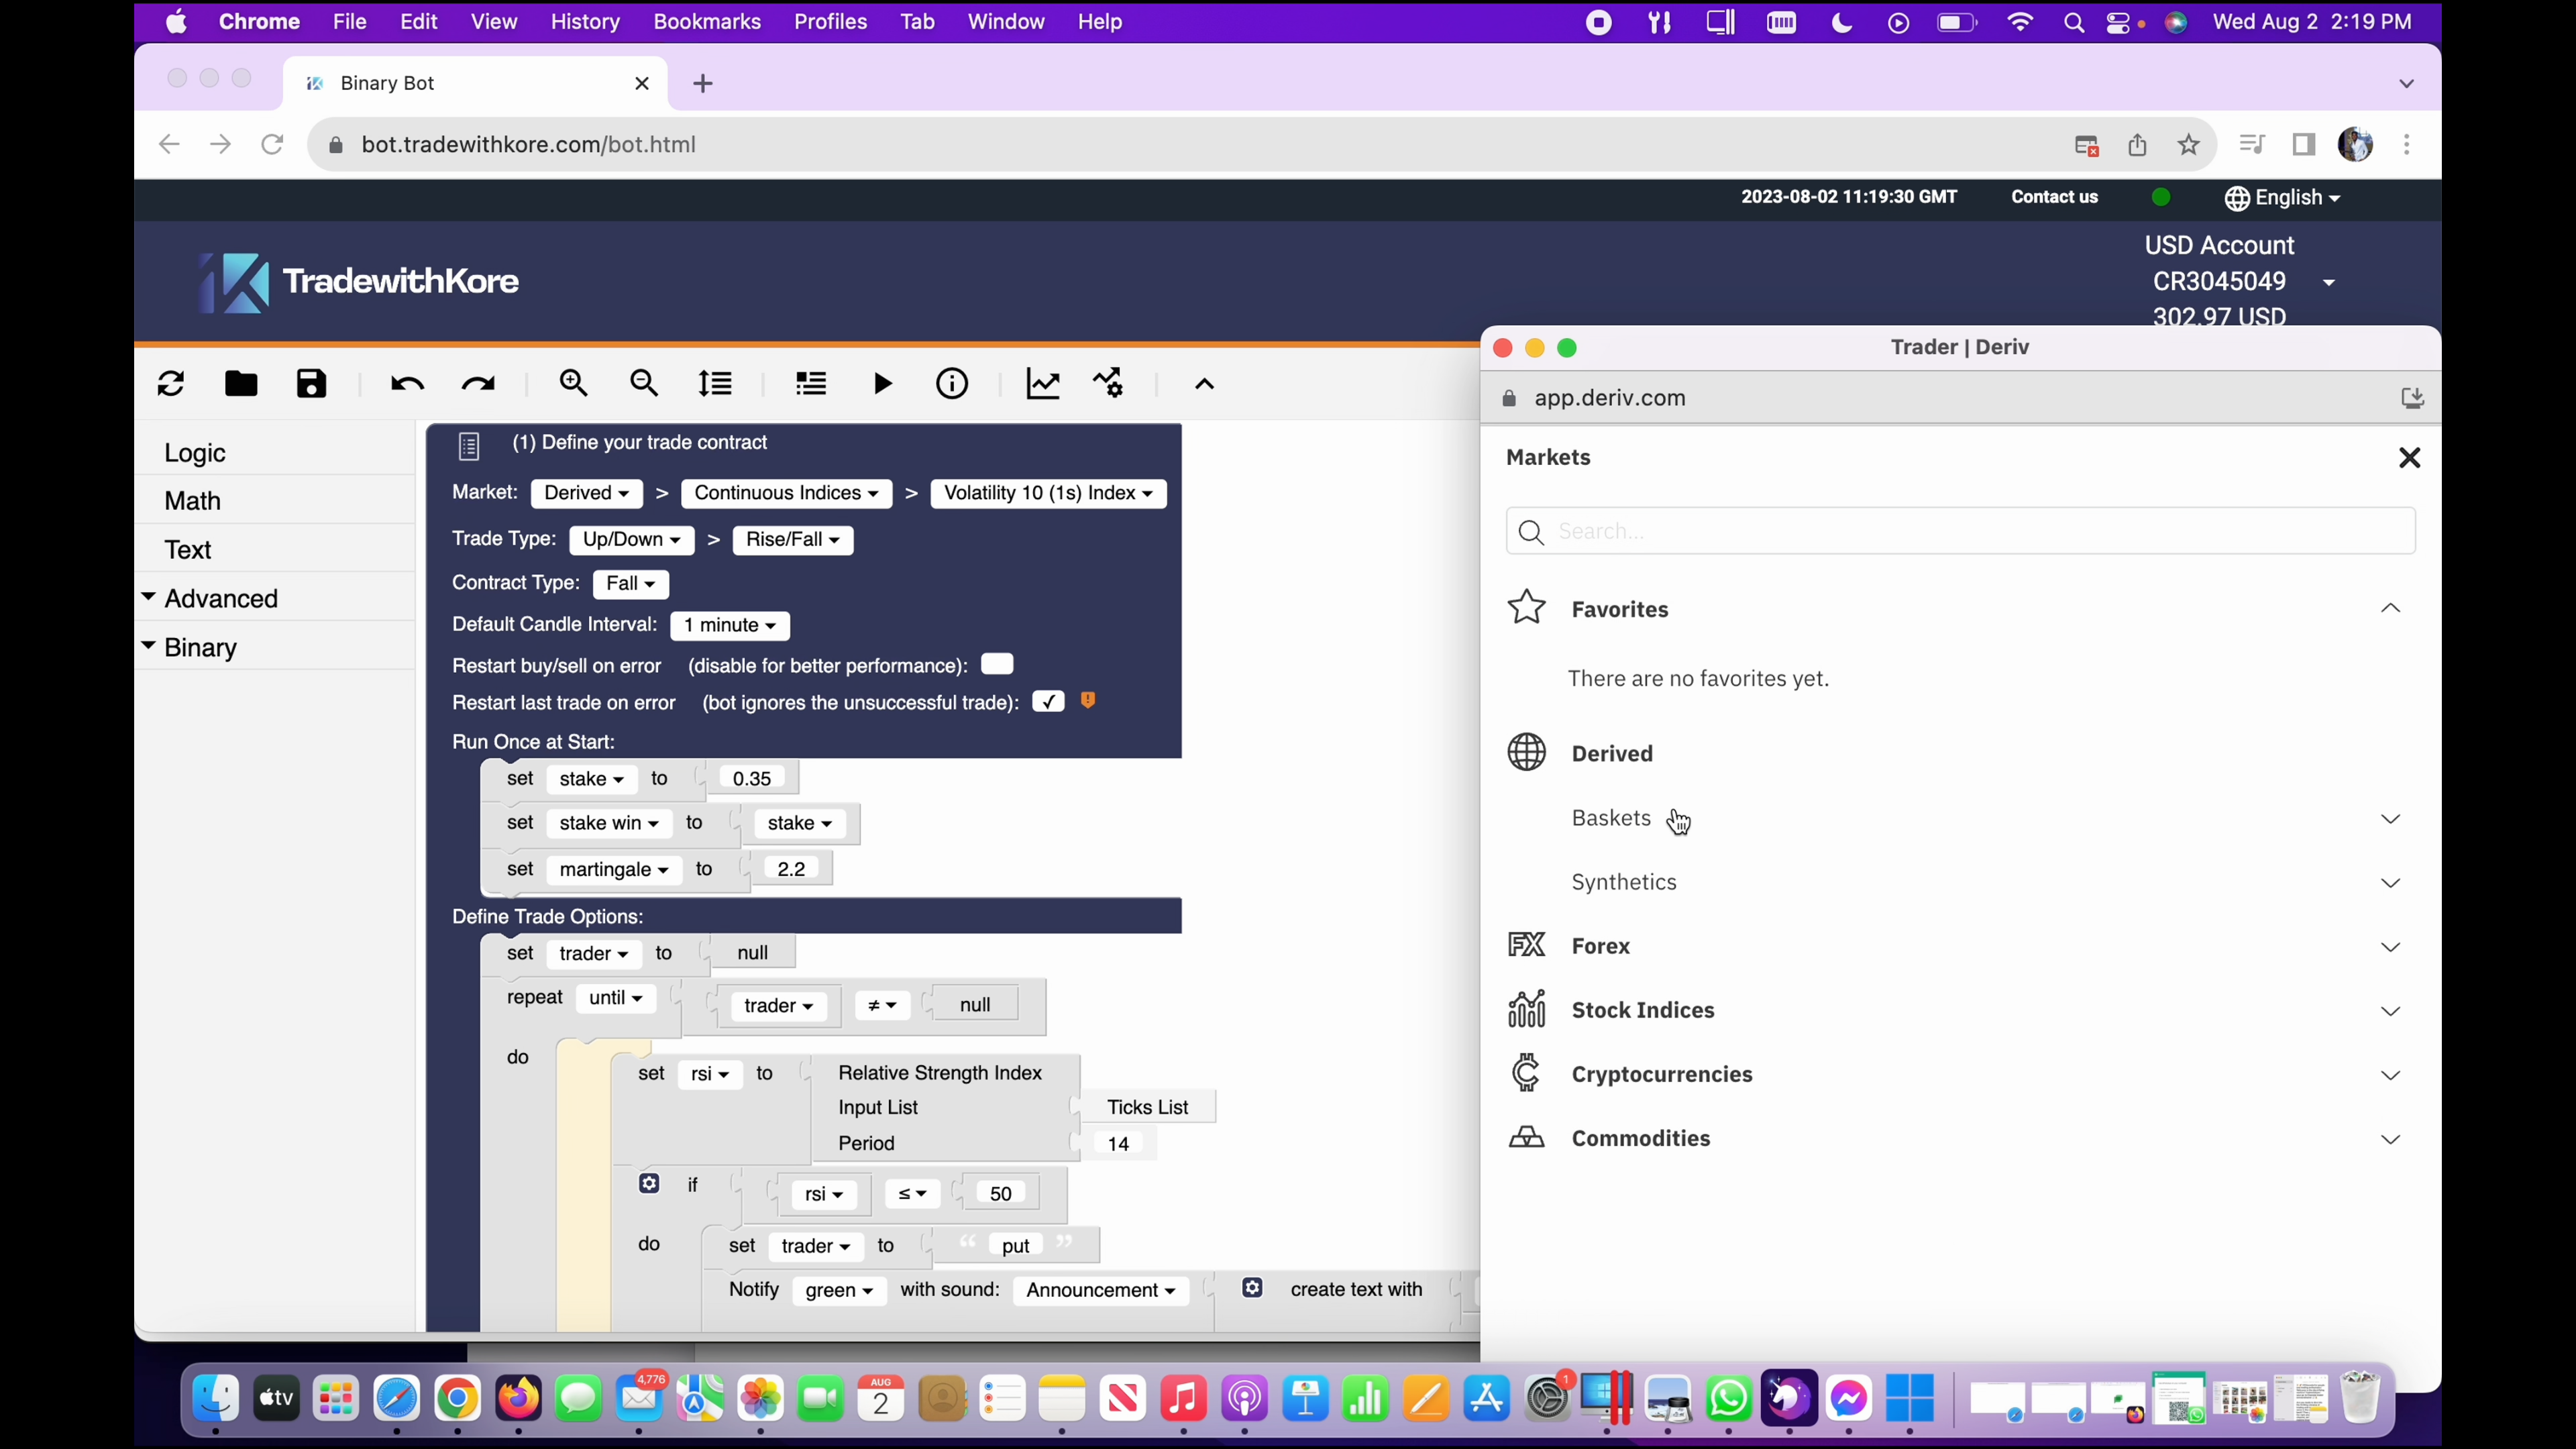 Chrome File Edit View History Bookmarks Profiles Tab Window Help Wed Aug 2 2:19 PM
Binary Bot
bot.tradewithkore.com/bot.html
2023-08-02 11:19:30 GMT Contact us English
TradewithKore
USD Account
CR3045049
302.97 USD
Trader | Deriv
app.deriv.com
Logic
Math
Text
Advanced
Binary
(1) Define your trade contract
Market: Derived > Continuous Indices > Volatility 10 (1s) Index
Trade Type: Up/Down > Rise/Fall
Contract Type: Fall
Default Candle Interval: 1 minute
Restart buy/sell on error (disable for better performance):
Restart last trade on error (bot ignores the unsuccessful trade):
Run Once at Start:
set stake to 0.35
set stake win to stake
set martingale to 2.2
Define Trade Options:
set trader to null
repeat until trader ≠ null
do
set rsi to Relative Strength Index
Input List Ticks List
Period 14
if rsi ≤ 50
do set trader to “ put ”
Notify green with sound: Announcement create text with
Markets
Search...
Favorites
There are no favorites yet.
Derived
Baskets
Synthetics
FX Forex
Stock Indices
Cryptocurrencies
Commodities
tv
4,776
AUG
2
1